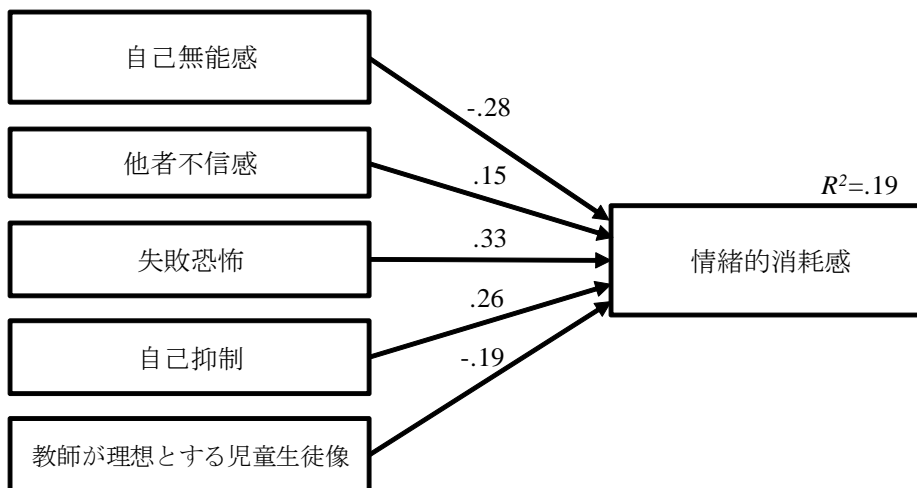 自己無能感
-.28
他者不信感
.15
R²=.19
失敗恐怖
.33
情緒的消耗感
.26
自己抑制
-.19
教師が理想とする児童生徒像